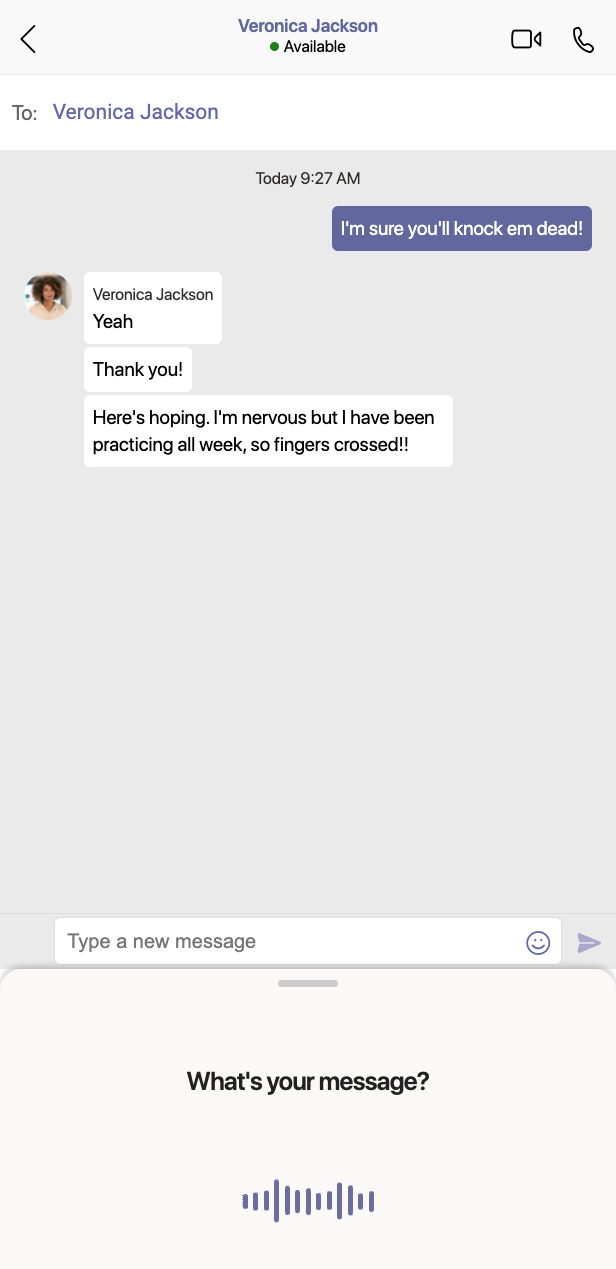 Veronica Jackson
Available
To: Veronica Jackson
Today 9:27 AM
I'm sure you'll knock em dead!
Veronica Jackson
Yeah
Thank you!
Here's hoping. I'm nervous but I have been
practicing all week, so fingers crossed!!
Type a new message
What's your message?